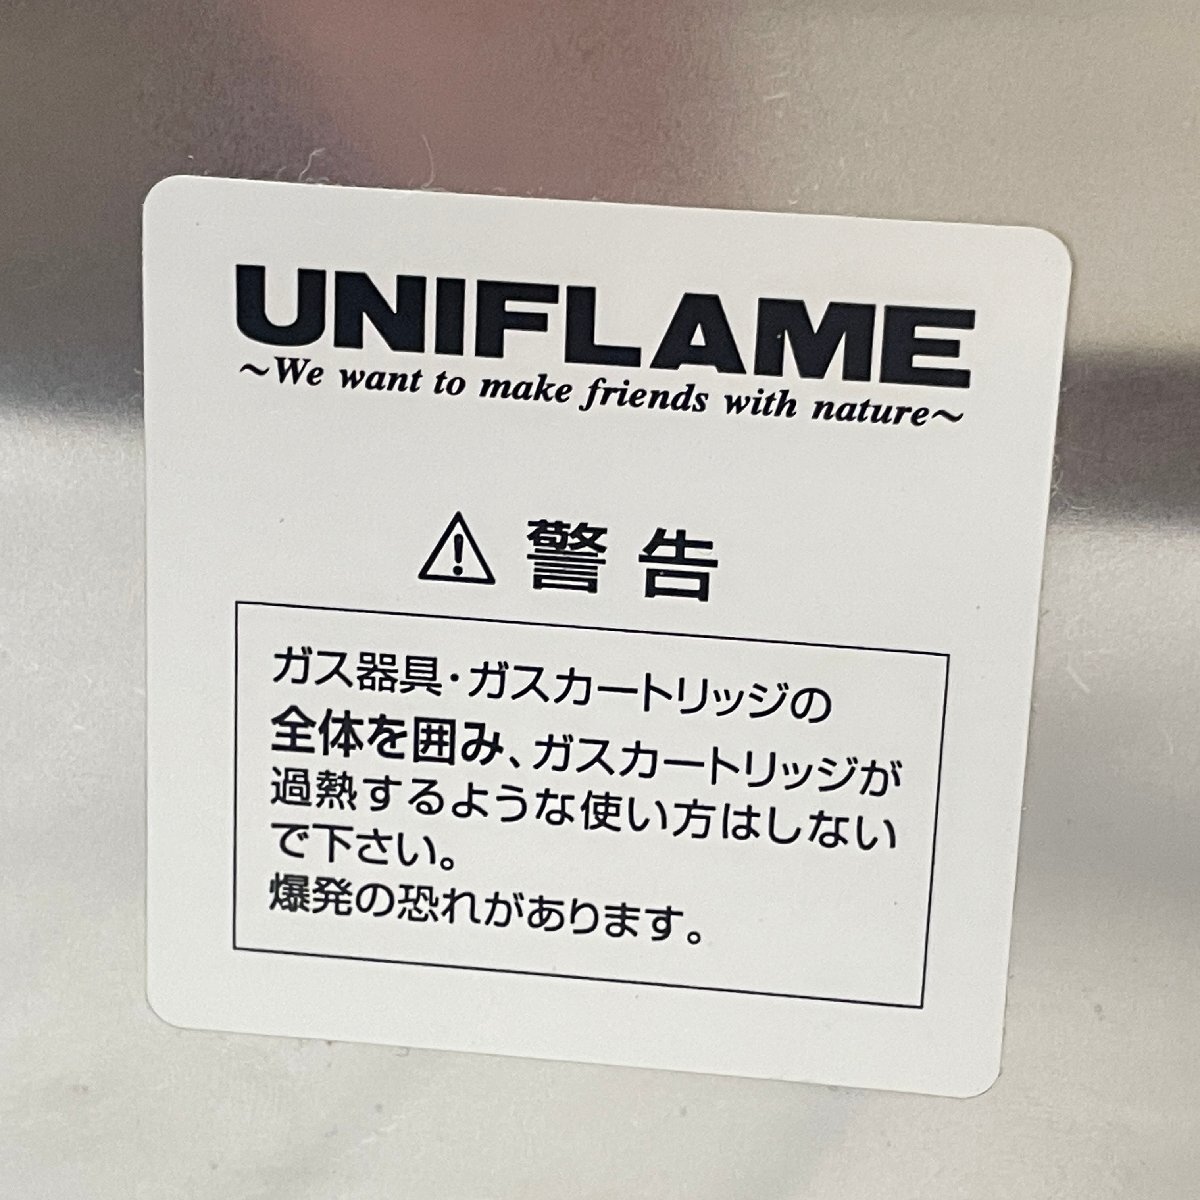 UNIFLAME
~We want to make friends with nature~
⚠ 警告
ガス器具・ガスカートリッジの
全体を囲み、ガスカートリッジが
過熱するような使い方はしない
で下さい。
爆発の恐れがあります。